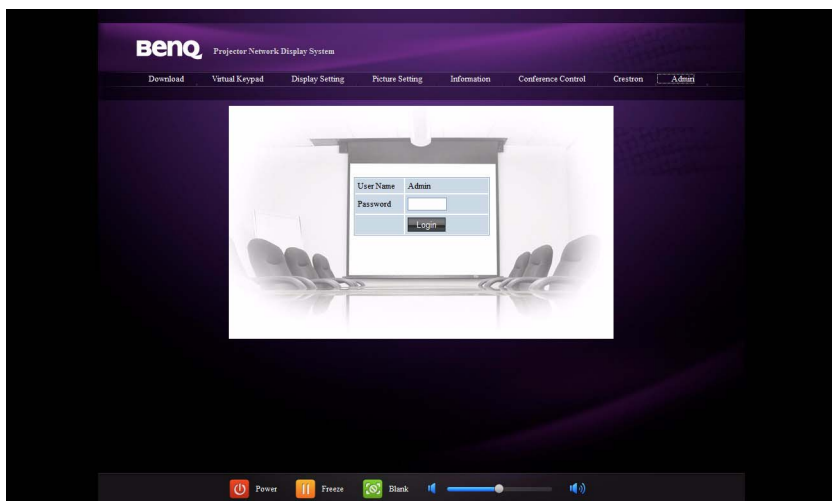 BenQ Projector Network Display System
Download Virtual Keypad Display Setting Picture Setting Information Conference Control Crestron Admin
User Name Admin
Password
Login
Power Freeze Blank